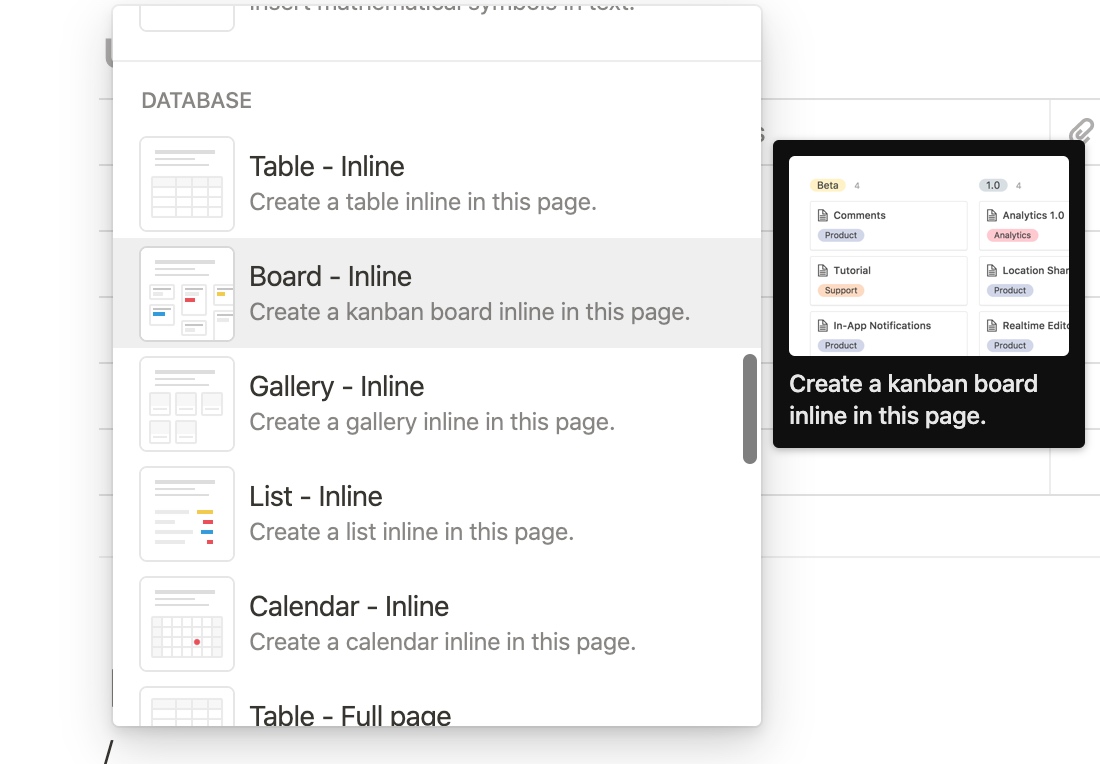 Insert mathematical symbols in text.
DATABASE
Table - Inline
Create a table inline in this page.
Board - Inline
Create a kanban board inline in this page.
Gallery - Inline
Create a gallery inline in this page.
List - Inline
Create a list inline in this page.
Calendar - Inline
Create a calendar inline in this page.
Table - Full page
/
Beta 4
Comments
Product
Tutorial
Support
In-App Notifications
Product
1.0 4
Analytics 1.0
Analytics
Location Shar
Product
Realtime Edito
Product
Create a kanban board
inline in this page.